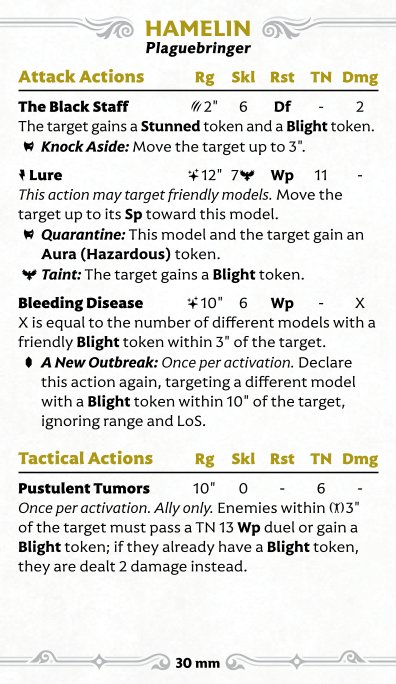 HAMELIN
Plaguebringer
Attack Actions Rg Skl Rst TN Dmg
The Black Staff 2" 6 Df - 2
The target gains a Stunned token and a Blight token.
Knock Aside: Move the target up to 3".
Lure 12" 7 Wp 11 -
This action may target friendly models. Move the
target up to its Sp toward this model.
Quarantine: This model and the target gain an
Aura (Hazardous) token.
Taint: The target gains a Blight token.
Bleeding Disease 10" 6 Wp - X
X is equal to the number of different models with a
friendly Blight token within 3" of the target.
A New Outbreak: Once per activation. Declare
this action again, targeting a different model
with a Blight token within 10" of the target,
ignoring range and LoS.
Tactical Actions Rg Skl Rst TN Dmg
Pustulent Tumors 10" 0 - 6 -
Once per activation. Ally only. Enemies within 3"
of the target must pass a TN 13 Wp duel or gain a
Blight token; if they already have a Blight token,
they are dealt 2 damage instead.
30 mm